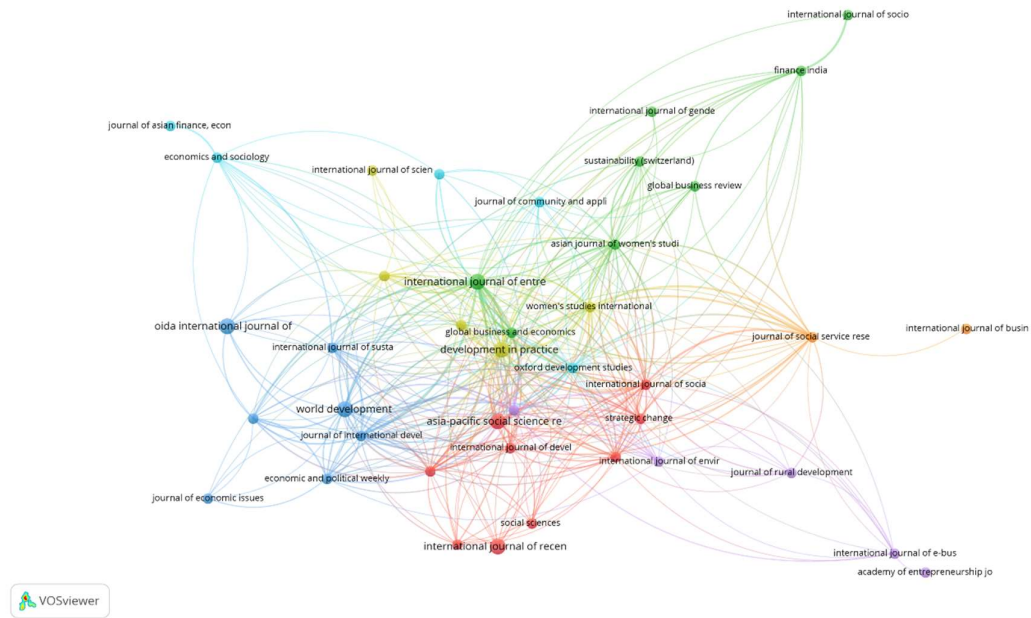 international journal of socio
finance india
international journal of gende
journal of asian finance, econ
economics and sociology
sustainability (switzerland)
international journal of scien
global business review
journal of community and appli
asian journal of women's studi
international journal of entre
women's studies international
oida international journal of
global business and economics
international journal of busin
journal of social service rese
international journal of susta
development in practice
oxford development studies
international journal of socia
world development
strategic change
asia-pacific social science re
journal of international devel
international journal of devel
international journal of envir
journal of rural development
economic and political weekly
journal of economic issues
social sciences
international journal of recen
international journal of e-bus
academy of entrepreneurship jo
VOSviewer